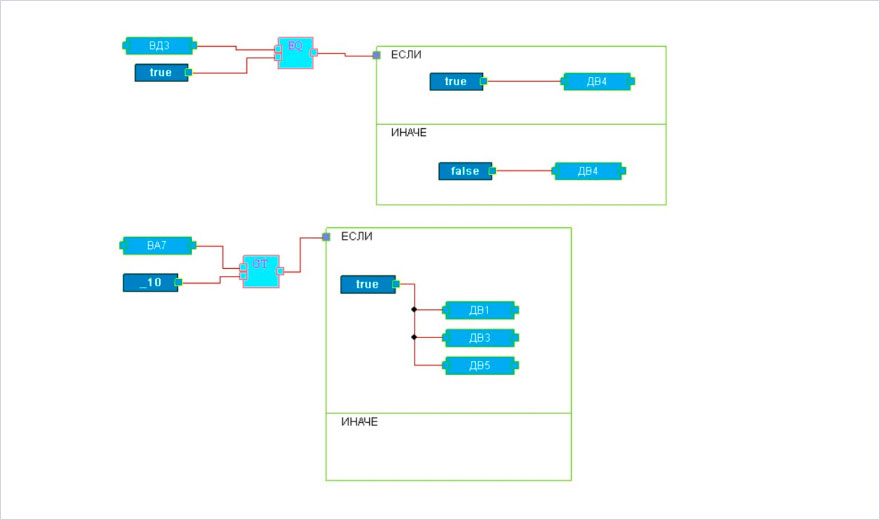 ВД3
EQ
true
ЕСЛИ
true
ДВ4
ИНАЧЕ
false
ДВ4
ВА7
GT
_10
ЕСЛИ
true
ДВ1
ДВ3
ДВ5
ИНАЧЕ